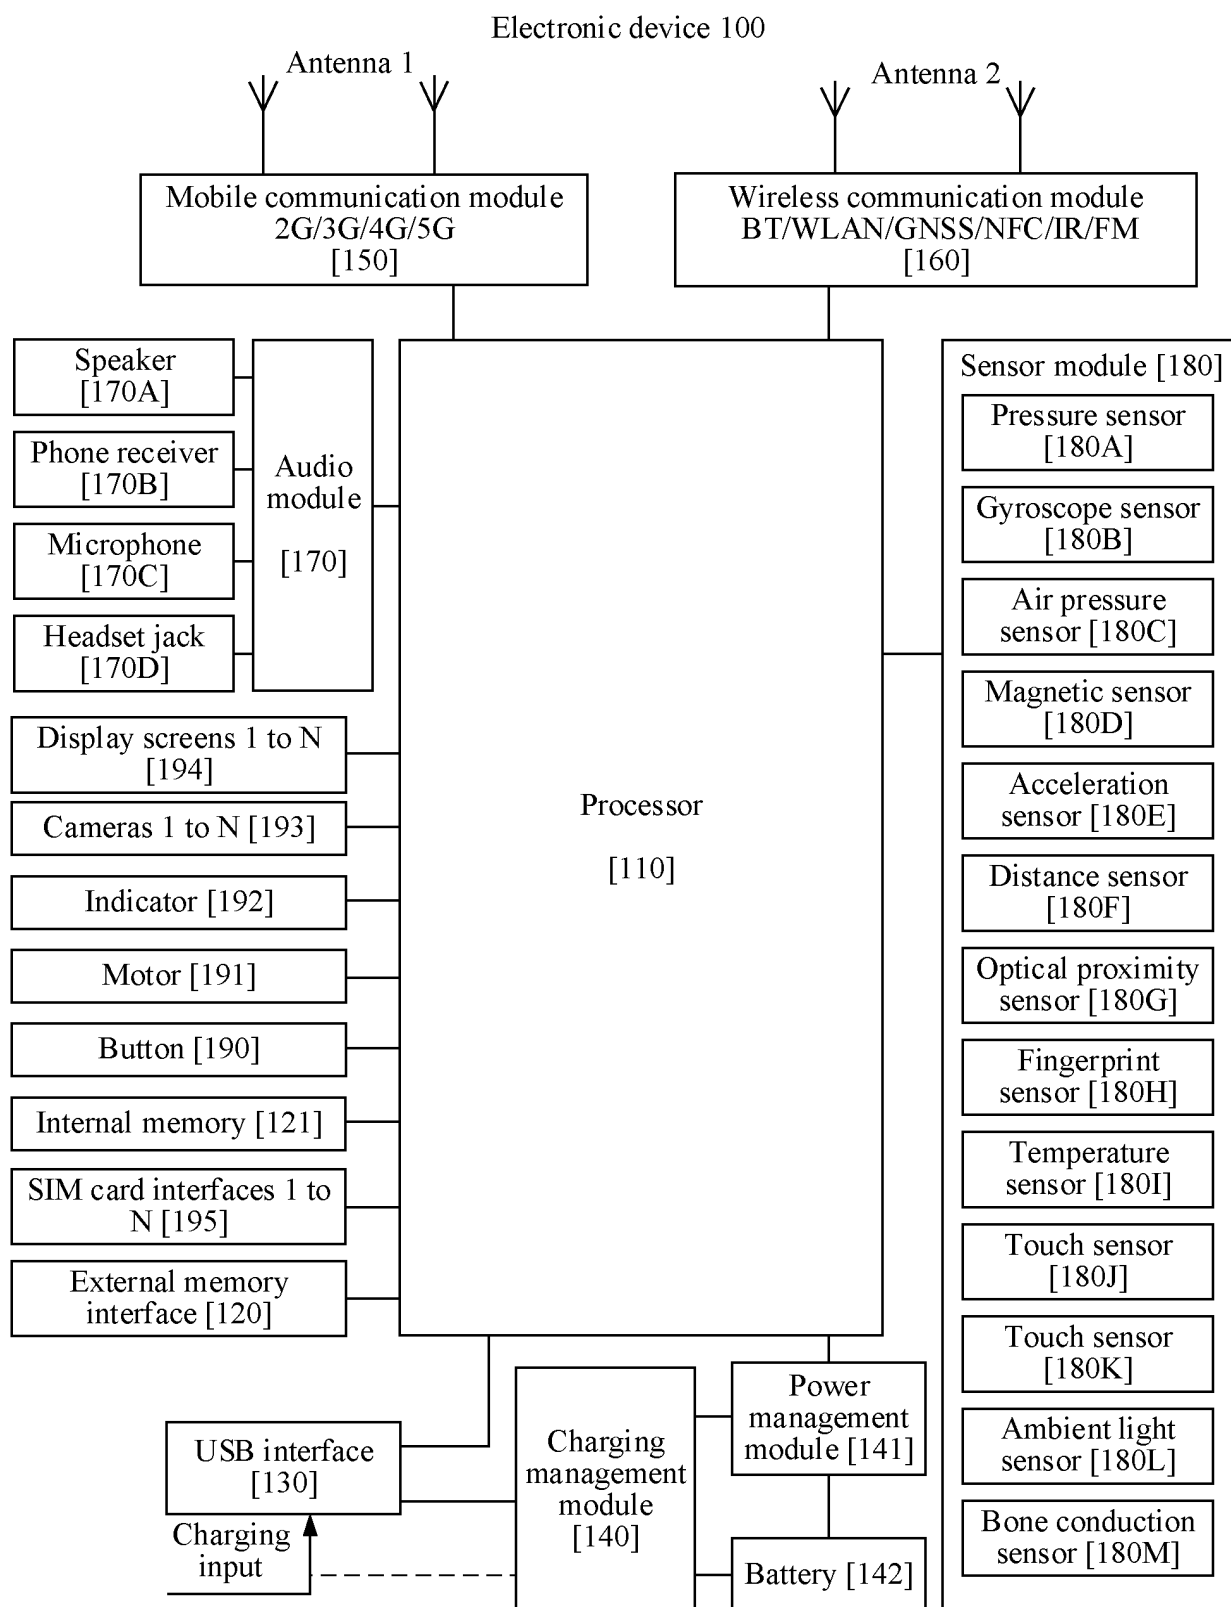 Electronic device 100
Antenna 1
Antenna 2
Mobile communication module
2G/3G/4G/5G
[150]
Wireless communication module
BT/WLAN/GNSS/NFC/IR/FM
[160]
Speaker
[170A]
Phone receiver
[170B]
Microphone
[170C]
Headset jack
[170D]
Audio
module
[170]
Display screens 1 to N
[194]
Cameras 1 to N [193]
Indicator [192]
Motor [191]
Button [190]
Internal memory [121]
SIM card interfaces 1 to
N [195]
External memory
interface [120]
Processor
[110]
Sensor module [180]
Pressure sensor
[180A]
Gyroscope sensor
[180B]
Air pressure
sensor [180C]
Magnetic sensor
[180D]
Acceleration
sensor [180E]
Distance sensor
[180F]
Optical proximity
sensor [180G]
Fingerprint
sensor [180H]
Temperature
sensor [180I]
Touch sensor
[180J]
Touch sensor
[180K]
Ambient light
sensor [180L]
Bone conduction
sensor [180M]
USB interface
[130]
Charging
input
Charging
management
module
[140]
Power
management
module [141]
Battery [142]